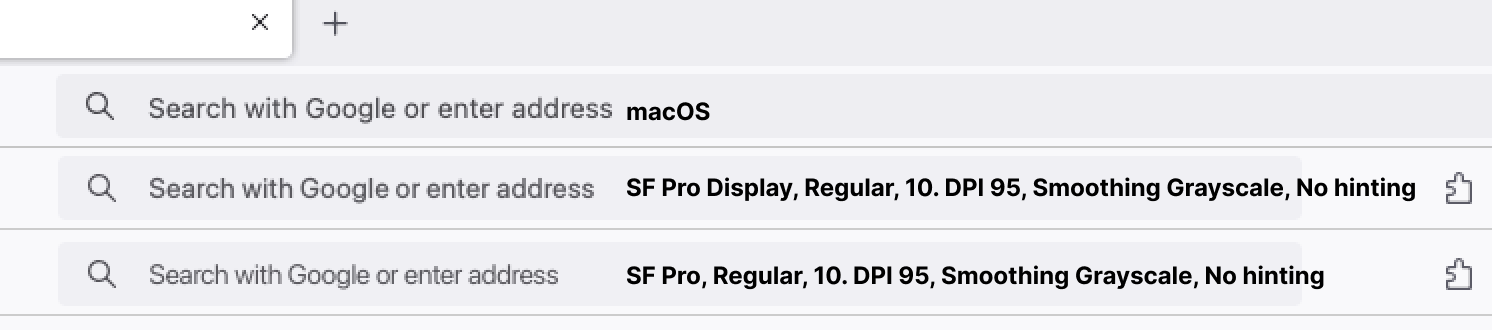 Search with Google or enter address macOS
Search with Google or enter address SF Pro Display, Regular, 10. DPI 95, Smoothing Grayscale, No hinting
Search with Google or enter address SF Pro, Regular, 10. DPI 95, Smoothing Grayscale, No hinting